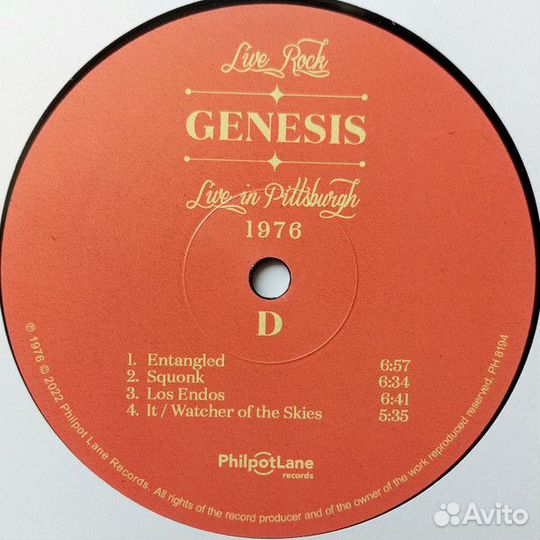 Live Rock
GENESIS
Live in Pittsburgh
1976
D
1. Entangled 6:57
2. Squonk 6:34
3. Los Endos 6:41
4. It / Watcher of the Skies 5:35
PhilpotLane
records
℗ 1976 © 2022 Philpot Lane Records. All rights of the record producer and of the owner of the work reproduced reserved. PH 8194
Avito